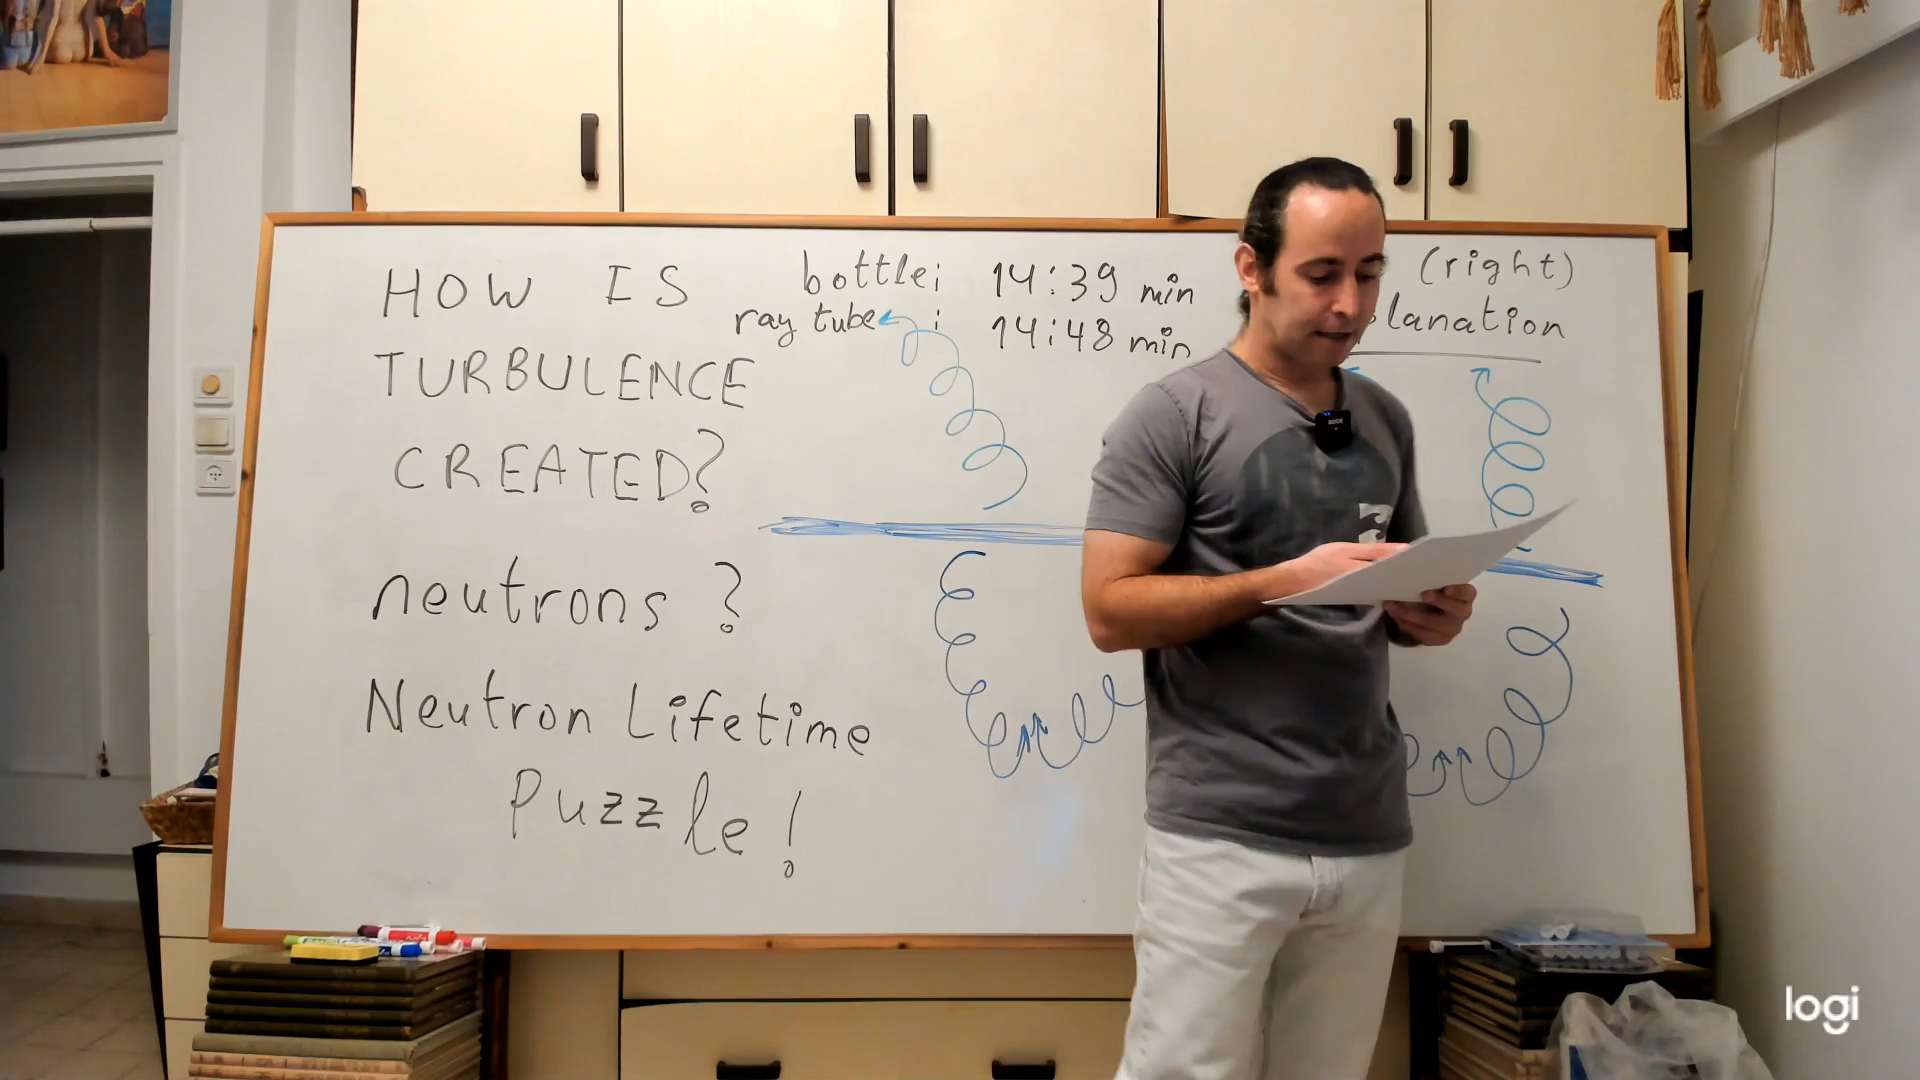 HOW IS
TURBULENCE
CREATED?
neutrons ?
Neutron Lifetime
Puzzle!
bottle: 14:39 min
ray tube : 14:48 min
(right)
lanation
logi